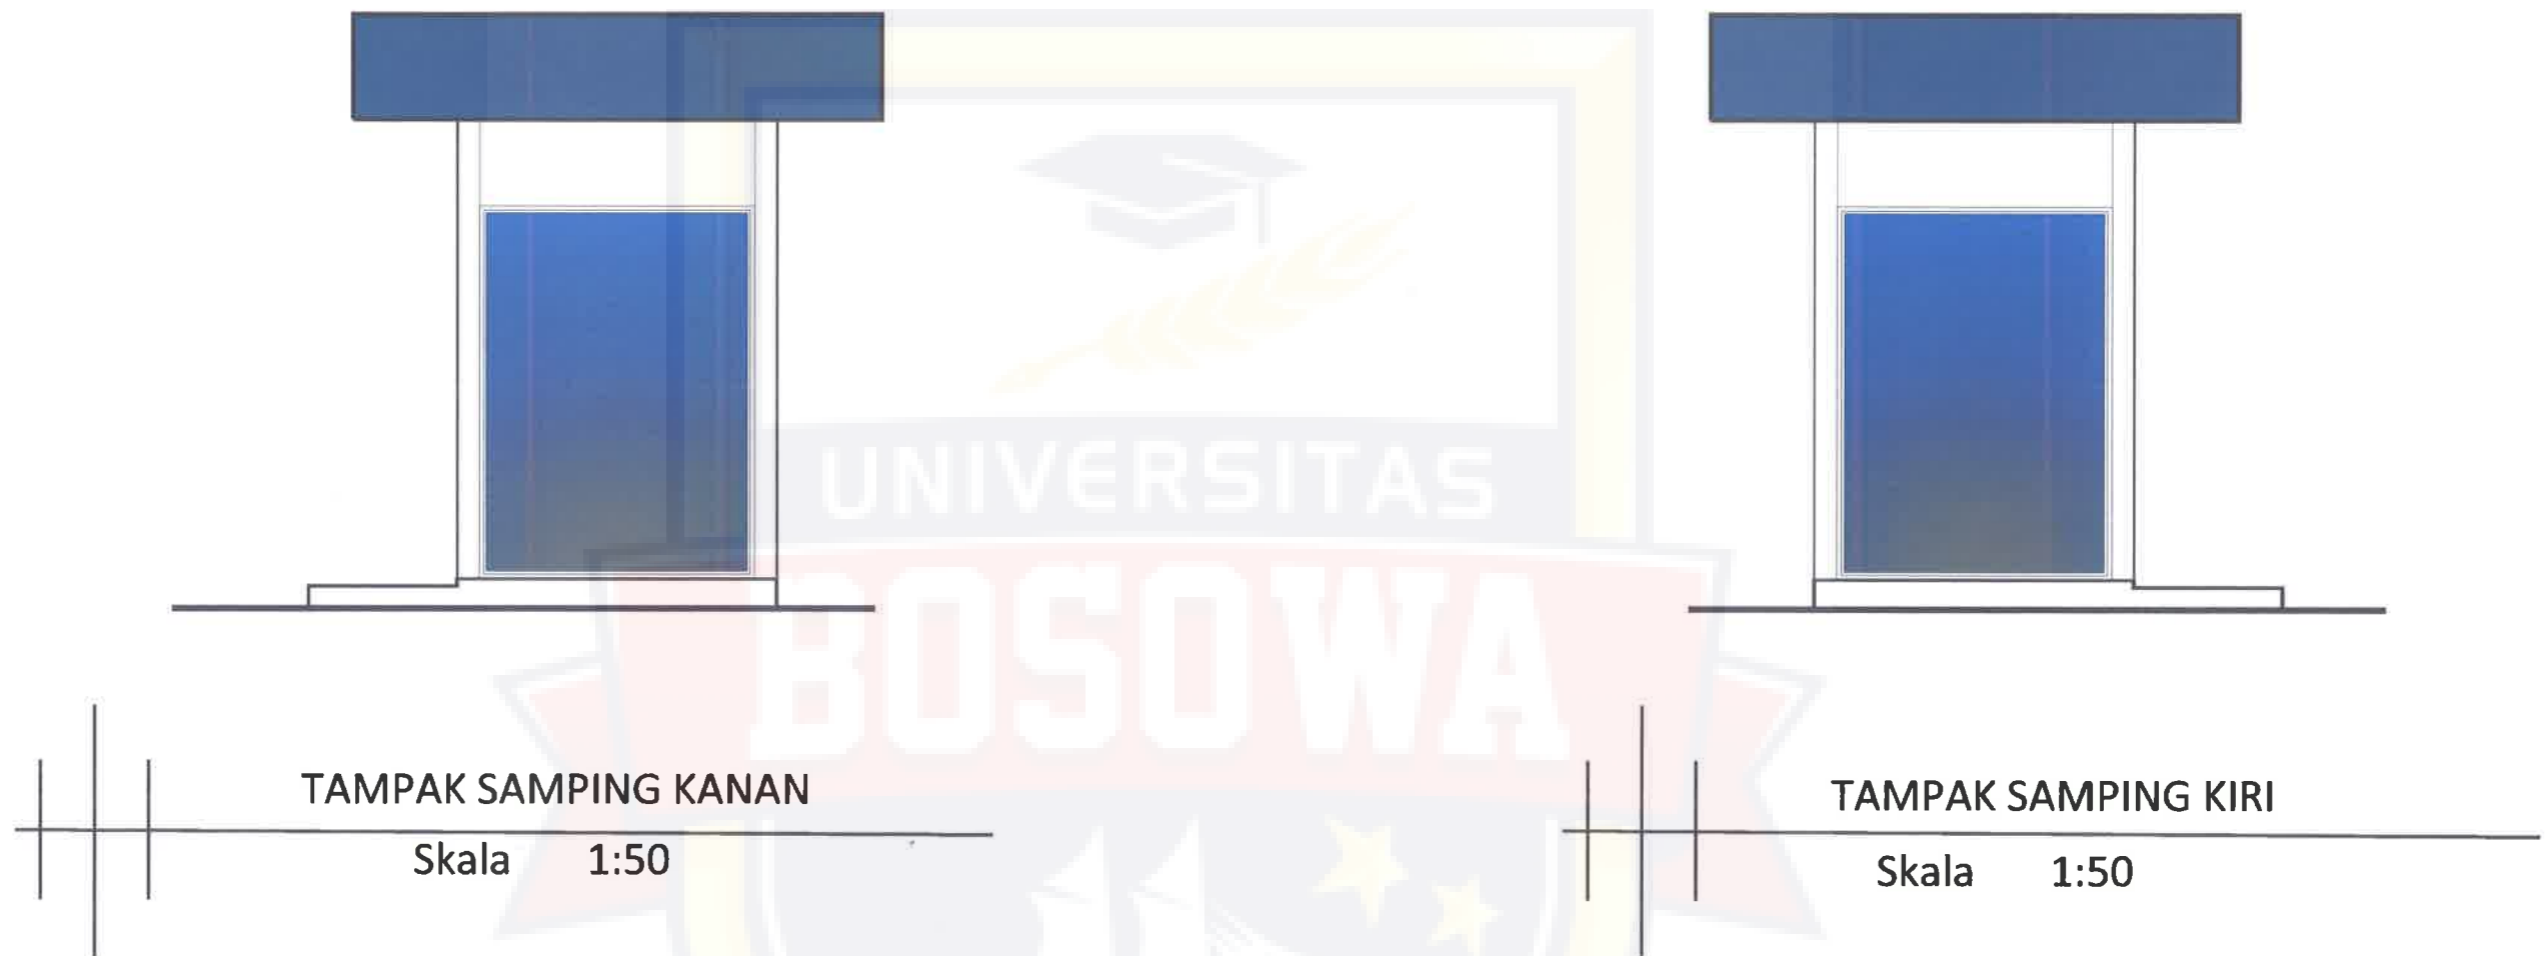 UNIVERSITAS
BOSOWA
TAMPAK SAMPING KANAN
Skala 1:50
TAMPAK SAMPING KIRI
Skala 1:50